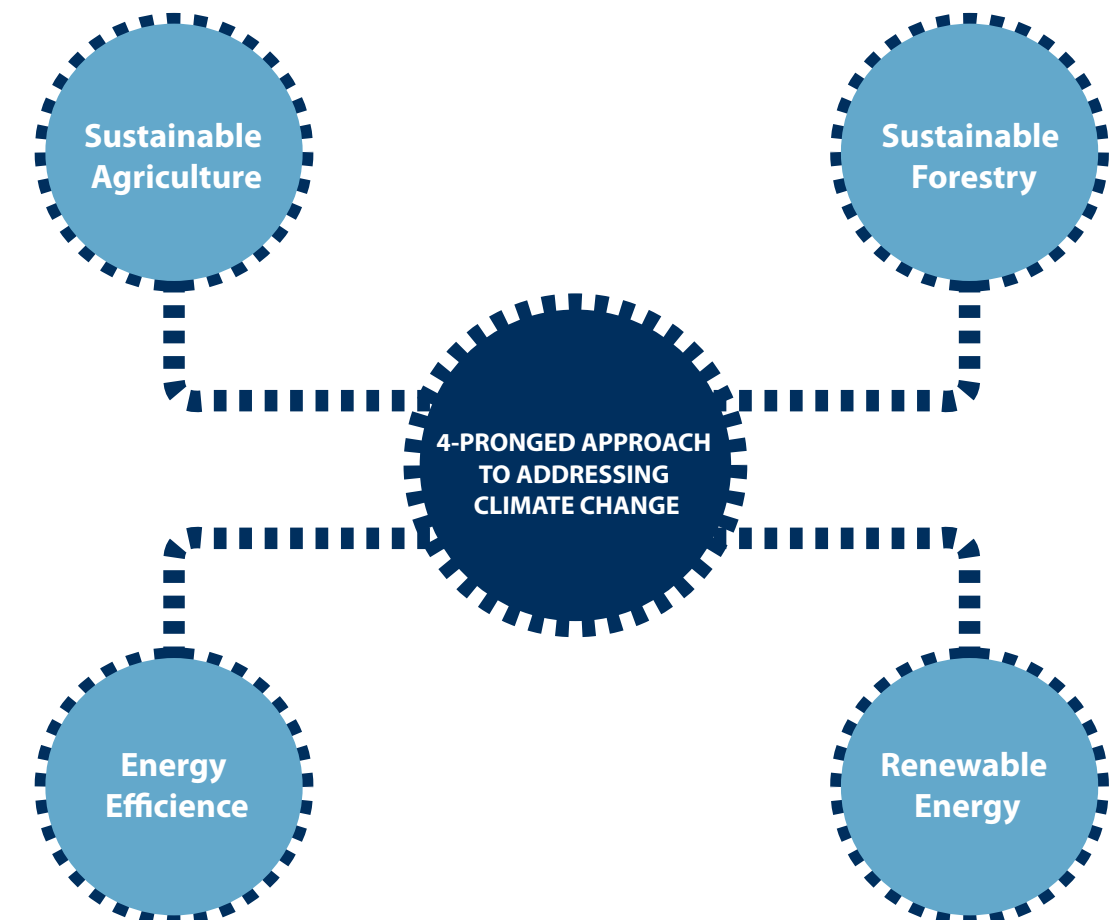 Sustainable
Agriculture
Sustainable
Forestry
4-PRONGED APPROACH
TO ADDRESSING
CLIMATE CHANGE
Energy
Efficience
Renewable
Energy